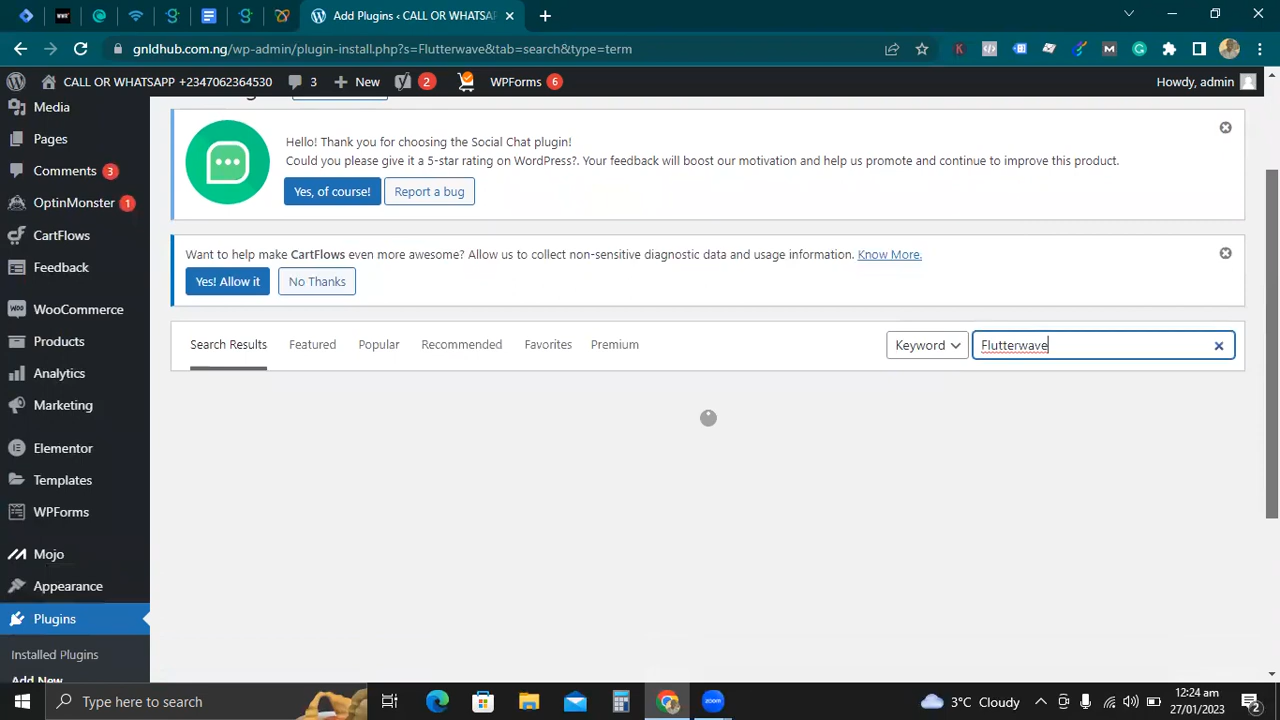 Add Plugins ‹ CALL OR WHATSA
gnldhub.com.ng/wp-admin/plugin-install.php?s=Flutterwave&tab=search&type=term
CALL OR WHATSAPP +2347062364530 3 New 2 WPForms 6 Howdy, admin
Media
Pages
Comments 3
OptinMonster 1
CartFlows
Feedback
WooCommerce
Products
Analytics
Marketing
Elementor
Templates
WPForms
Mojo
Appearance
Plugins
Installed Plugins
Add New
Hello! Thank you for choosing the Social Chat plugin!
Could you please give it a 5-star rating on WordPress?. Your feedback will boost our motivation and help us promote and continue to improve this product.
Yes, of course! Report a bug
Want to help make CartFlows even more awesome? Allow us to collect non-sensitive diagnostic data and usage information. Know More.
Yes! Allow it No Thanks
Search Results Featured Popular Recommended Favorites Premium Keyword Flutterwave
Type here to search zoom 3°C Cloudy 12:24 am
27/01/2023 2